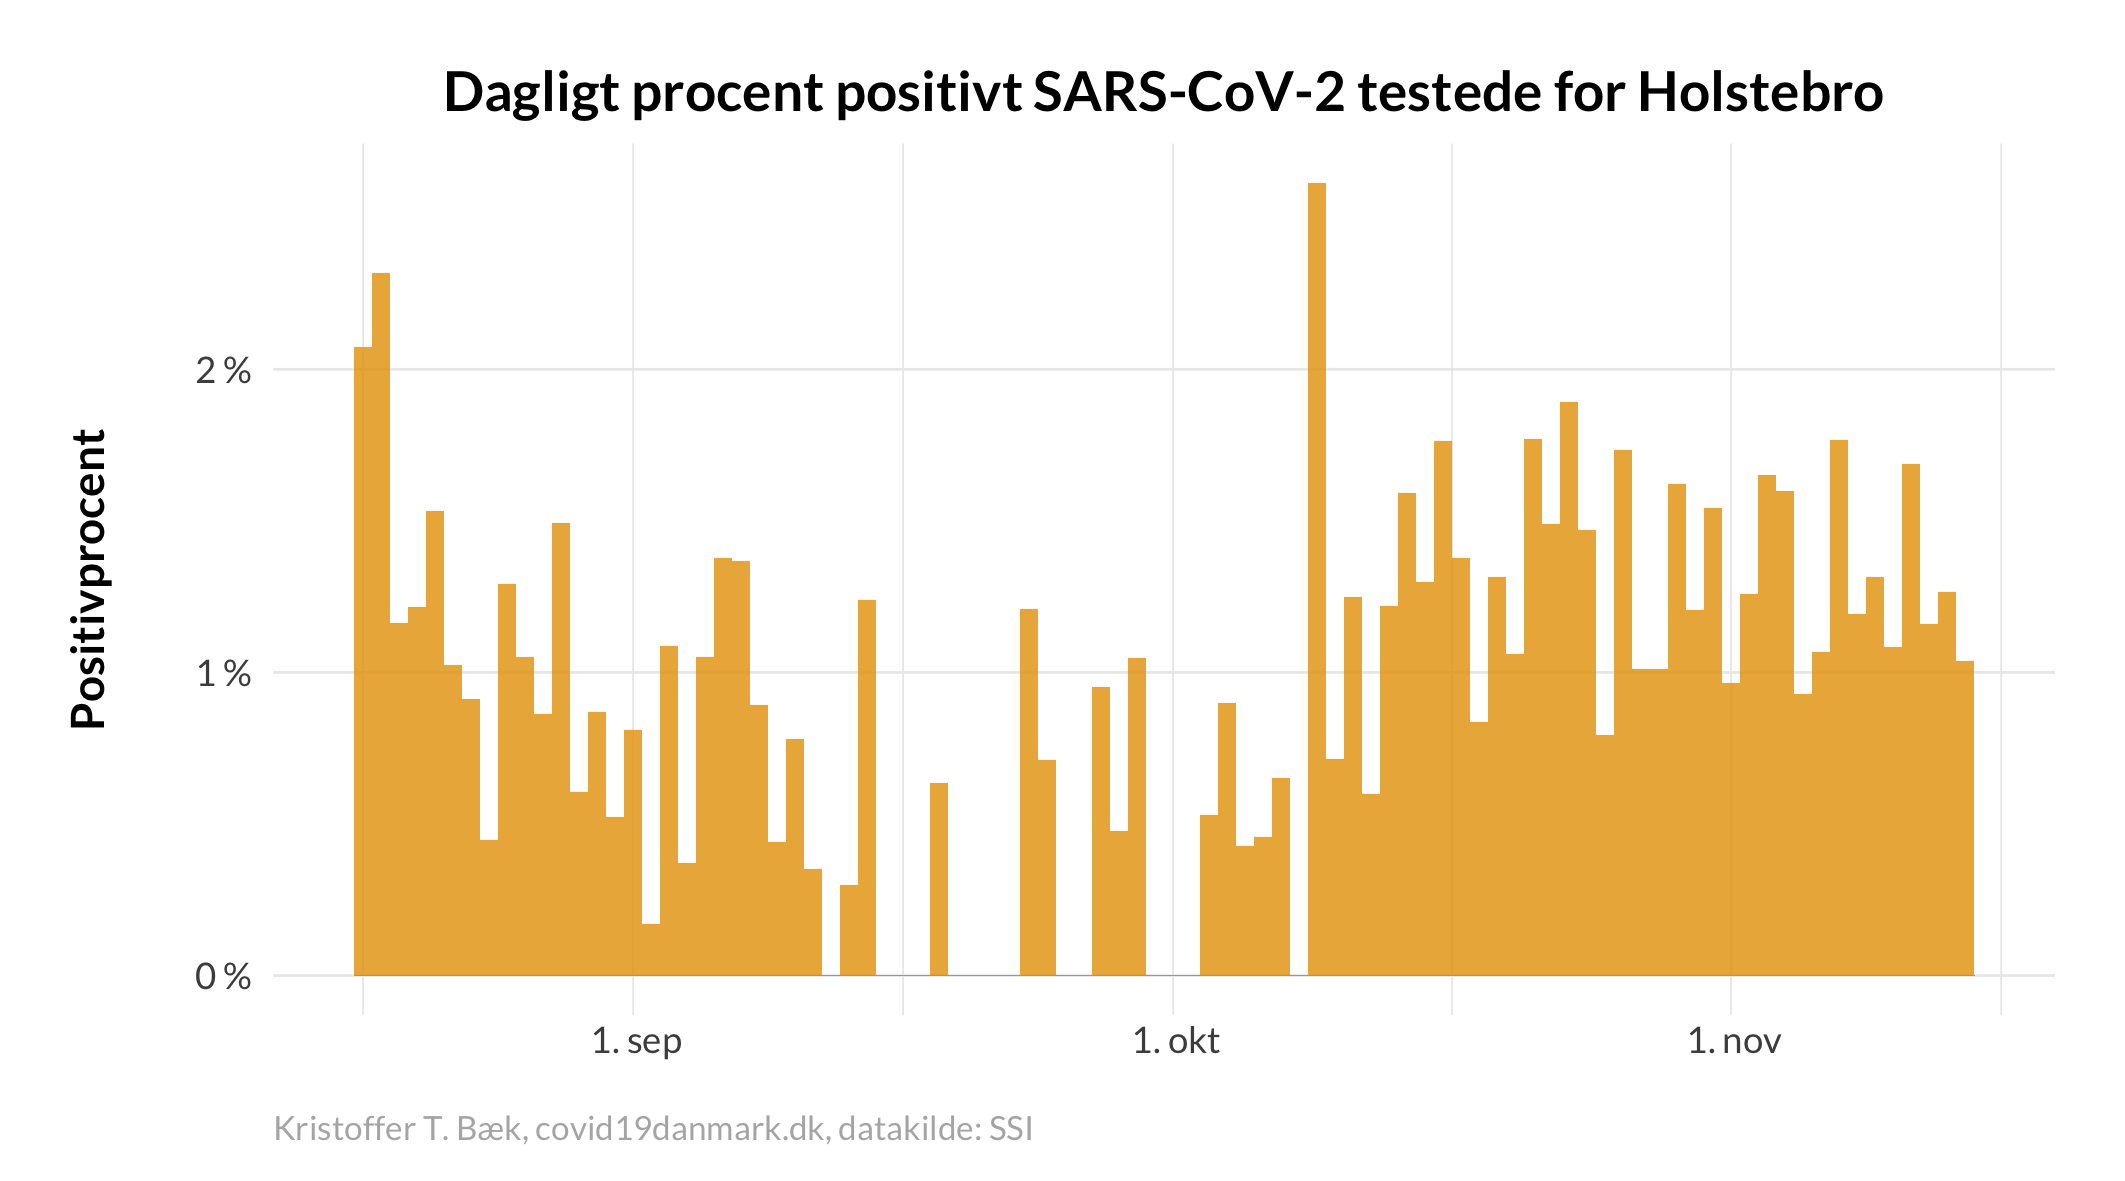 Dagligt procent positivt SARS-CoV-2 testede for Holstebro
Positivprocent
2 %
1 %
0 %
1. sep
1. okt
1. nov
Kristoffer T. Bæk, covid19danmark.dk, datakilde: SSI